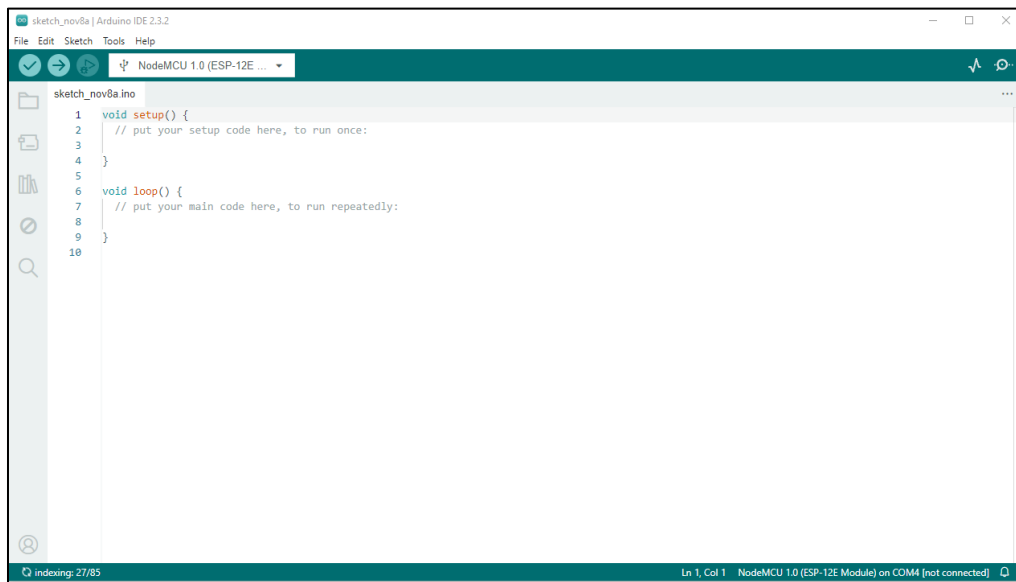 sketch_nov8a | Arduino IDE 2.3.2
File Edit Sketch Tools Help
NodeMCU 1.0 (ESP-12E ...
sketch_nov8a.ino
...
1 void setup() {
2 // put your setup code here, to run once:
3
4 }
5
6 void loop() {
7 // put your main code here, to run repeatedly:
8
9 }
10
indexing: 27/85 Ln 1, Col 1 NodeMCU 1.0 (ESP-12E Module) on COM4 [not connected]